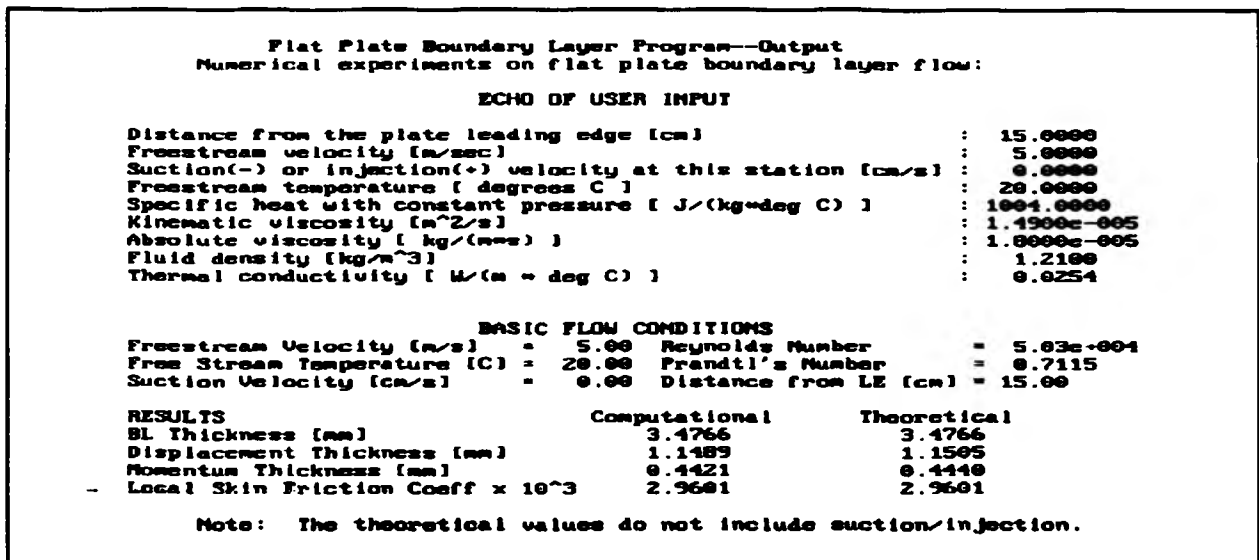 Flat Plate Boundary Layer Program--Output
Numerical experiments on flat plate boundary layer flow:
ECHO OF USER INPUT
Distance from the plate leading edge [cm] : 15.0000
Freestream velocity [m/sec] : 5.0000
Suction(-) or injection(+) velocity at this station [cm/s] : 0.0000
Freestream temperature [ degrees C ] : 20.0000
Specific heat with constant pressure [ J/(kg*deg C) ] : 1004.0000
Kinematic viscosity [m^2/s] : 1.4900e-005
Absolute viscosity [ kg/(m*s) ] : 1.8000e-005
Fluid density [kg/m^3] : 1.2100
Thermal conductivity [ W/(m * deg C) ] : 0.0254
BASIC FLOW CONDITIONS
Freestream Velocity [m/s] = 5.00 Reynolds Number = 5.03e+004
Free Stream Temperature [C] = 20.00 Prandtl's Number = 0.7115
Suction Velocity [cm/s] = 0.00 Distance from LE [cm] = 15.00
RESULTS Computational Theoretical
BL Thickness [mm] 3.4766 3.4766
Displacement Thickness [mm] 1.1489 1.1505
Momentum Thickness [mm] 0.4421 0.4440
Local Skin Friction Coeff x 10^3 2.9601 2.9601
Note: The theoretical values do not include suction/injection.